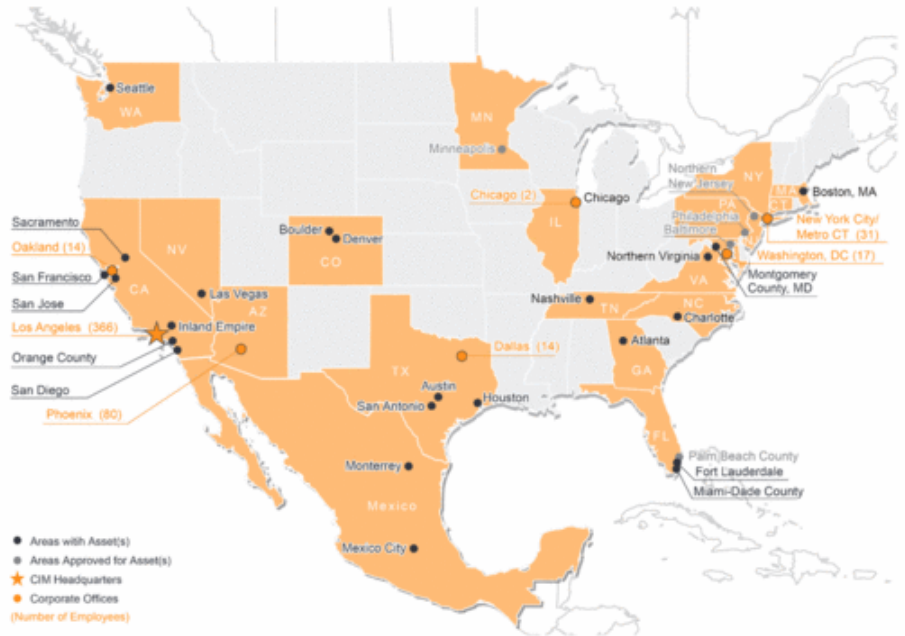 Seattle
WA
MN
Minneapolis
Chicago (2)
Chicago
IL
Northern
New Jersey
NY
MA
Boston, MA
PA
CT
Philadelphia
Baltimore
New York City/
Metro CT (31)
Washington, DC (17)
Northern Virginia
VA
Montgomery
County, MD
Sacramento
Oakland (14)
San Francisco
San Jose
NV
CA
Boulder
Denver
CO
Las Vegas
AZ
Los Angeles (366)
Inland Empire
Orange County
San Diego
Phoenix (80)
Nashville
TN
NC
Charlotte
Dallas (14)
TX
Atlanta
GA
Austin
San Antonio
Houston
FL
Palm Beach County
Fort Lauderdale
Miami-Dade County
Monterrey
Mexico
Mexico City
Areas witih Asset(s)
Areas Approved for Asset(s)
CIM Headquarters
Corporate Offices
(Number of Employees)